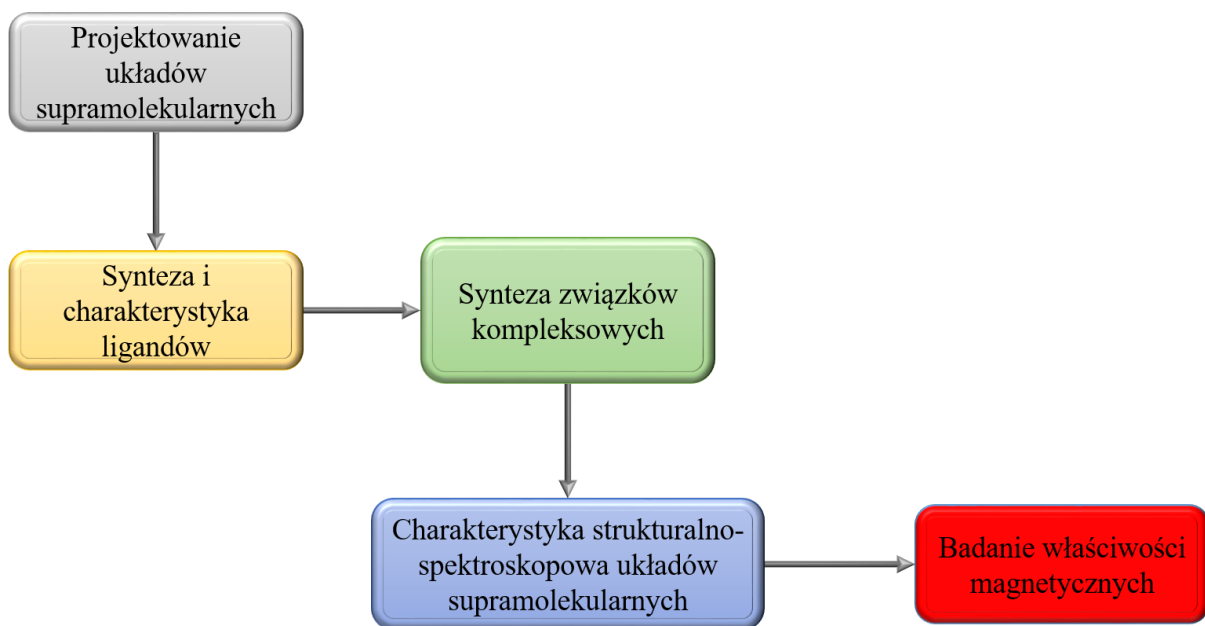 Projektowanie
układów
supramolekularnych
Synteza i
charakterystyka
ligandów
Synteza związków
kompleksowych
Charakterystyka strukturalno-
spektroskopowa układów
supramolekularnych
Badanie właściwości
magnetycznych